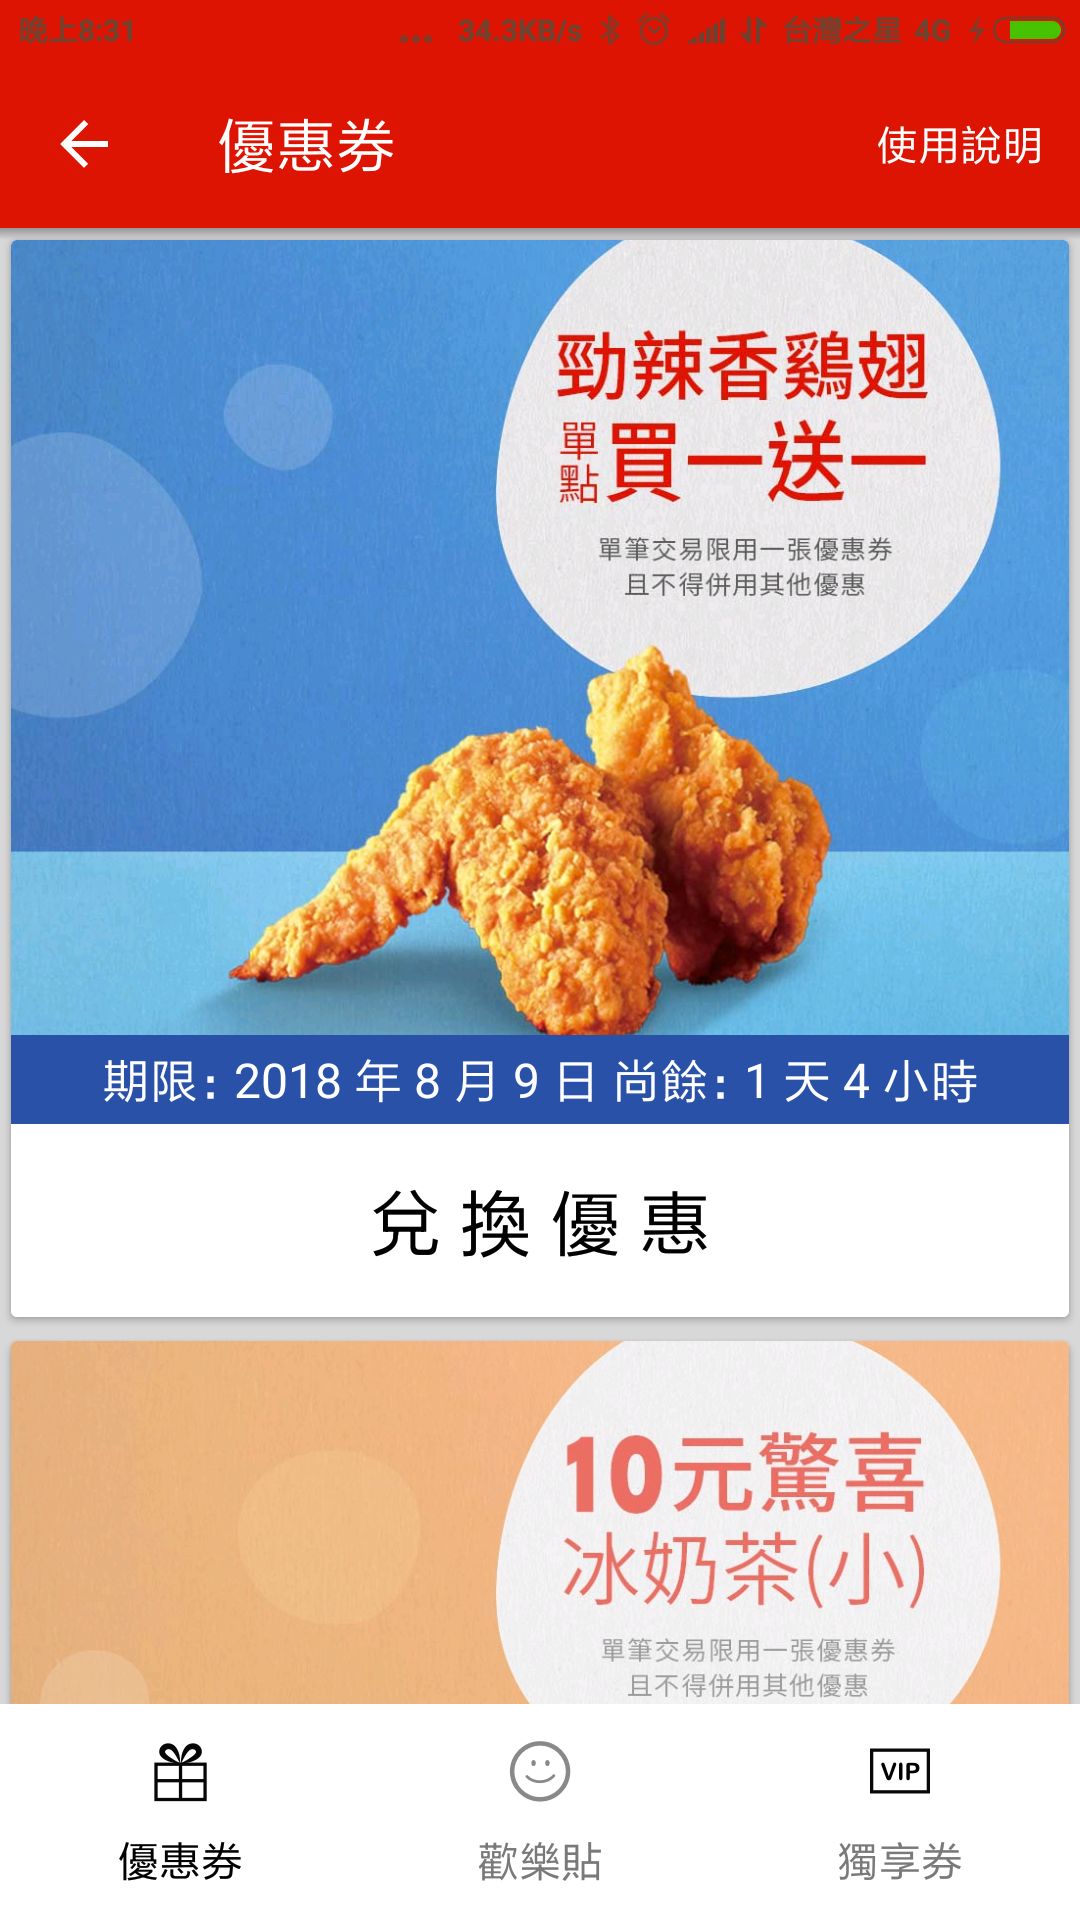 晚上8:31 ... 34.3KB/s 台灣之星 4G
優惠券 使用說明
勁辣香鷄翅
單點 買一送一
單筆交易限用一張優惠券
且不得併用其他優惠
期限: 2018 年 8 月 9 日 尚餘: 1 天 4 小時
兌 換 優 惠
10元驚喜
冰奶茶(小)
單筆交易限用一張優惠券
且不得併用其他優惠
VIP
優惠券 歡樂貼 獨享券